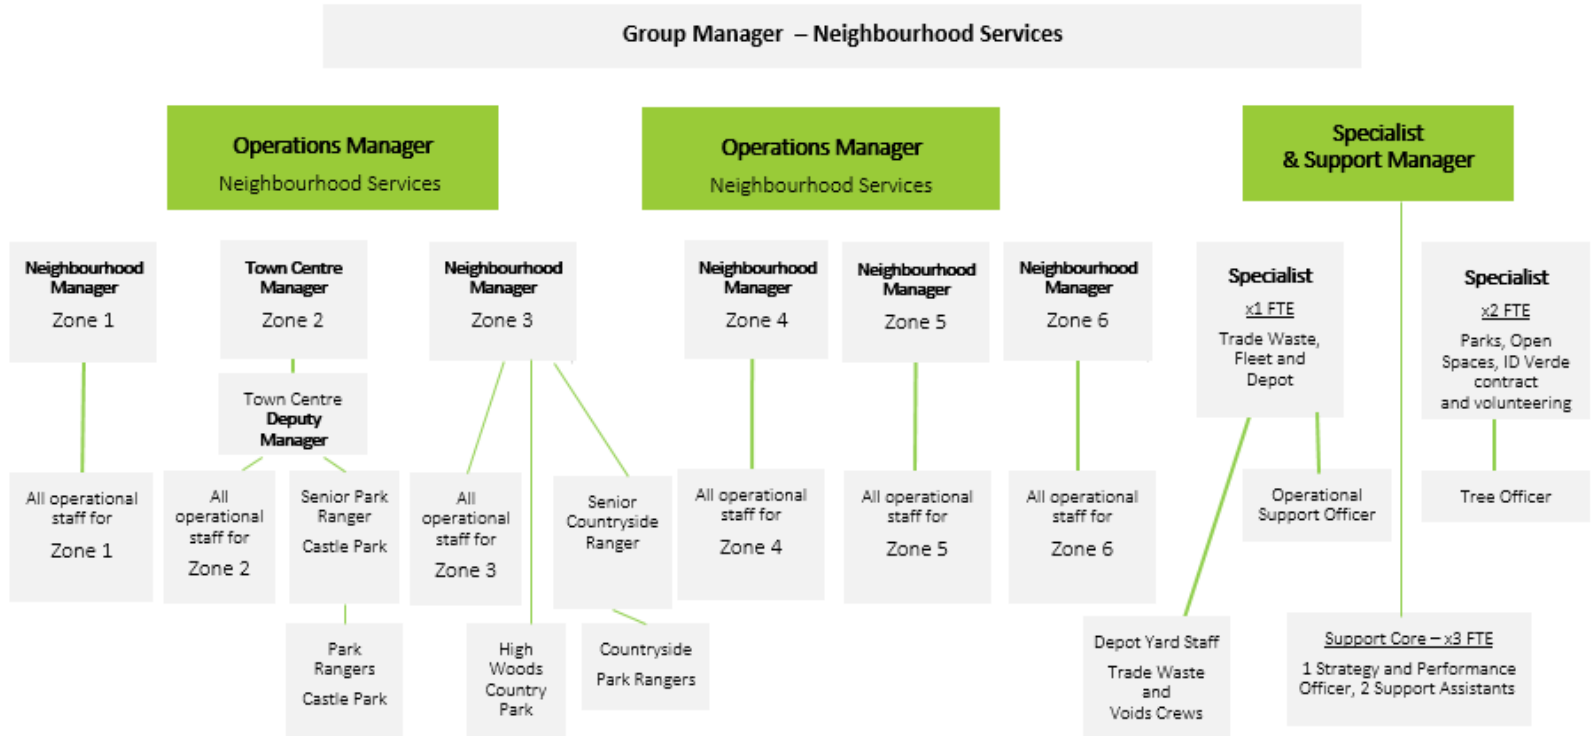 Group Manager – Neighbourhood Services
Operations Manager
Neighbourhood Services
Operations Manager
Neighbourhood Services
Specialist
& Support Manager
Neighbourhood
Manager
Zone 1
Town Centre
Manager
Zone 2
Neighbourhood
Manager
Zone 3
Neighbourhood
Manager
Zone 4
Neighbourhood
Manager
Zone 5
Neighbourhood
Manager
Zone 6
Specialist
x1 FTE
Trade Waste,
Fleet and
Depot
Specialist
x2 FTE
Parks, Open
Spaces, ID Verde
contract
and volunteering
Town Centre
Deputy
Manager
All operational
staff for
Zone 1
All
operational
staff for
Zone 2
Senior Park
Ranger
Castle Park
All
operational
staff for
Zone 3
Senior
Countryside
Ranger
All operational
staff for
Zone 4
All operational
staff for
Zone 5
All operational
staff for
Zone 6
Operational
Support Officer
Tree Officer
Park
Rangers
Castle Park
High
Woods
Country
Park
Countryside
Park Rangers
Depot Yard Staff
Trade Waste
and
Voids Crews
Support Core – x3 FTE
1 Strategy and Performance
Officer, 2 Support Assistants